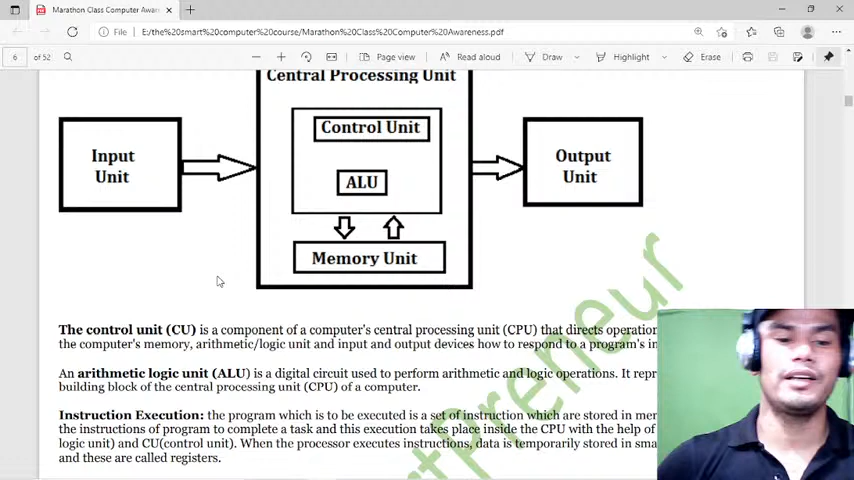 Marathon Class Computer Awar
File
E:/the%20smart%20computer%20course/Marathon%20Class%20Computer%20Awareness.pdf
6 of 52
Page view
Read aloud
Draw
Highlight
Erase
Central Processing Unit
Control Unit
Input
Unit
ALU
Output
Unit
Memory Unit
The control unit (CU) is a component of a computer's central processing unit (CPU) that directs operation
the computer's memory, arithmetic/logic unit and input and output devices how to respond to a program's in
An arithmetic logic unit (ALU) is a digital circuit used to perform arithmetic and logic operations. It repr
building block of the central processing unit (CPU) of a computer.
Instruction Execution: the program which is to be executed is a set of instruction which are stored in mem
the instructions of program to complete a task and this execution takes place inside the CPU with the help of
logic unit) and CU(control unit). When the processor executes instructions, data is temporarily stored in sma
and these are called registers.
rtPreneur